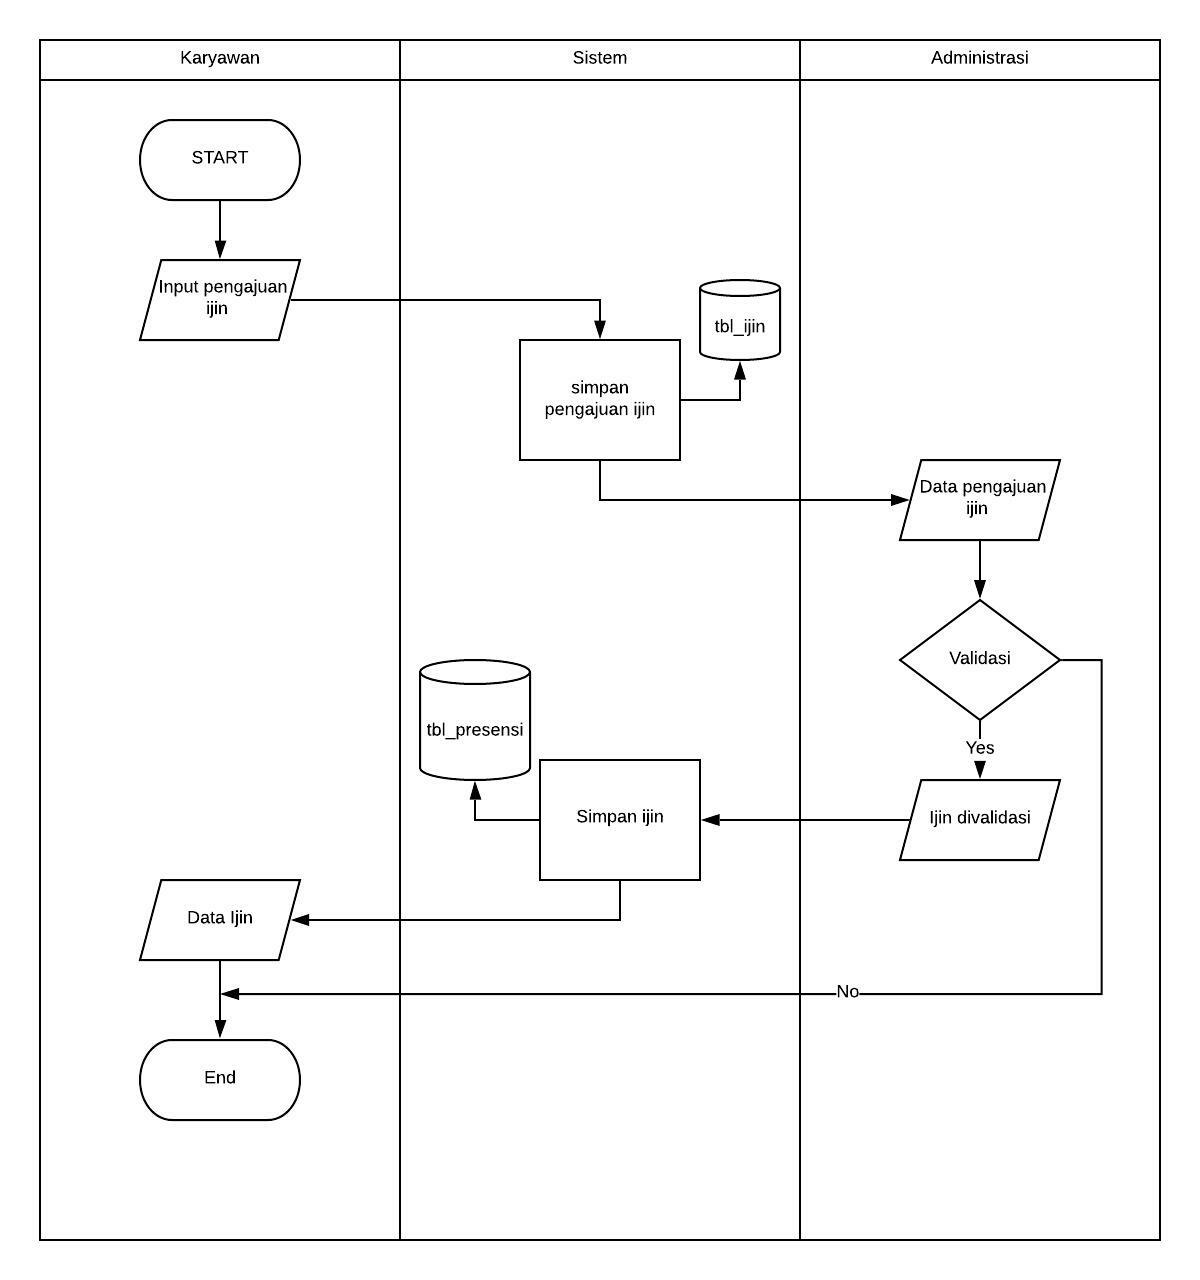 Karyawan
Sistem
Administrasi
START
Input pengajuan
ijin
tbl_ijin
simpan
pengajuan ijin
Data pengajuan
ijin
Validasi
Yes
tbl_presensi
Simpan ijin
Ijin divalidasi
Data Ijin
No
End